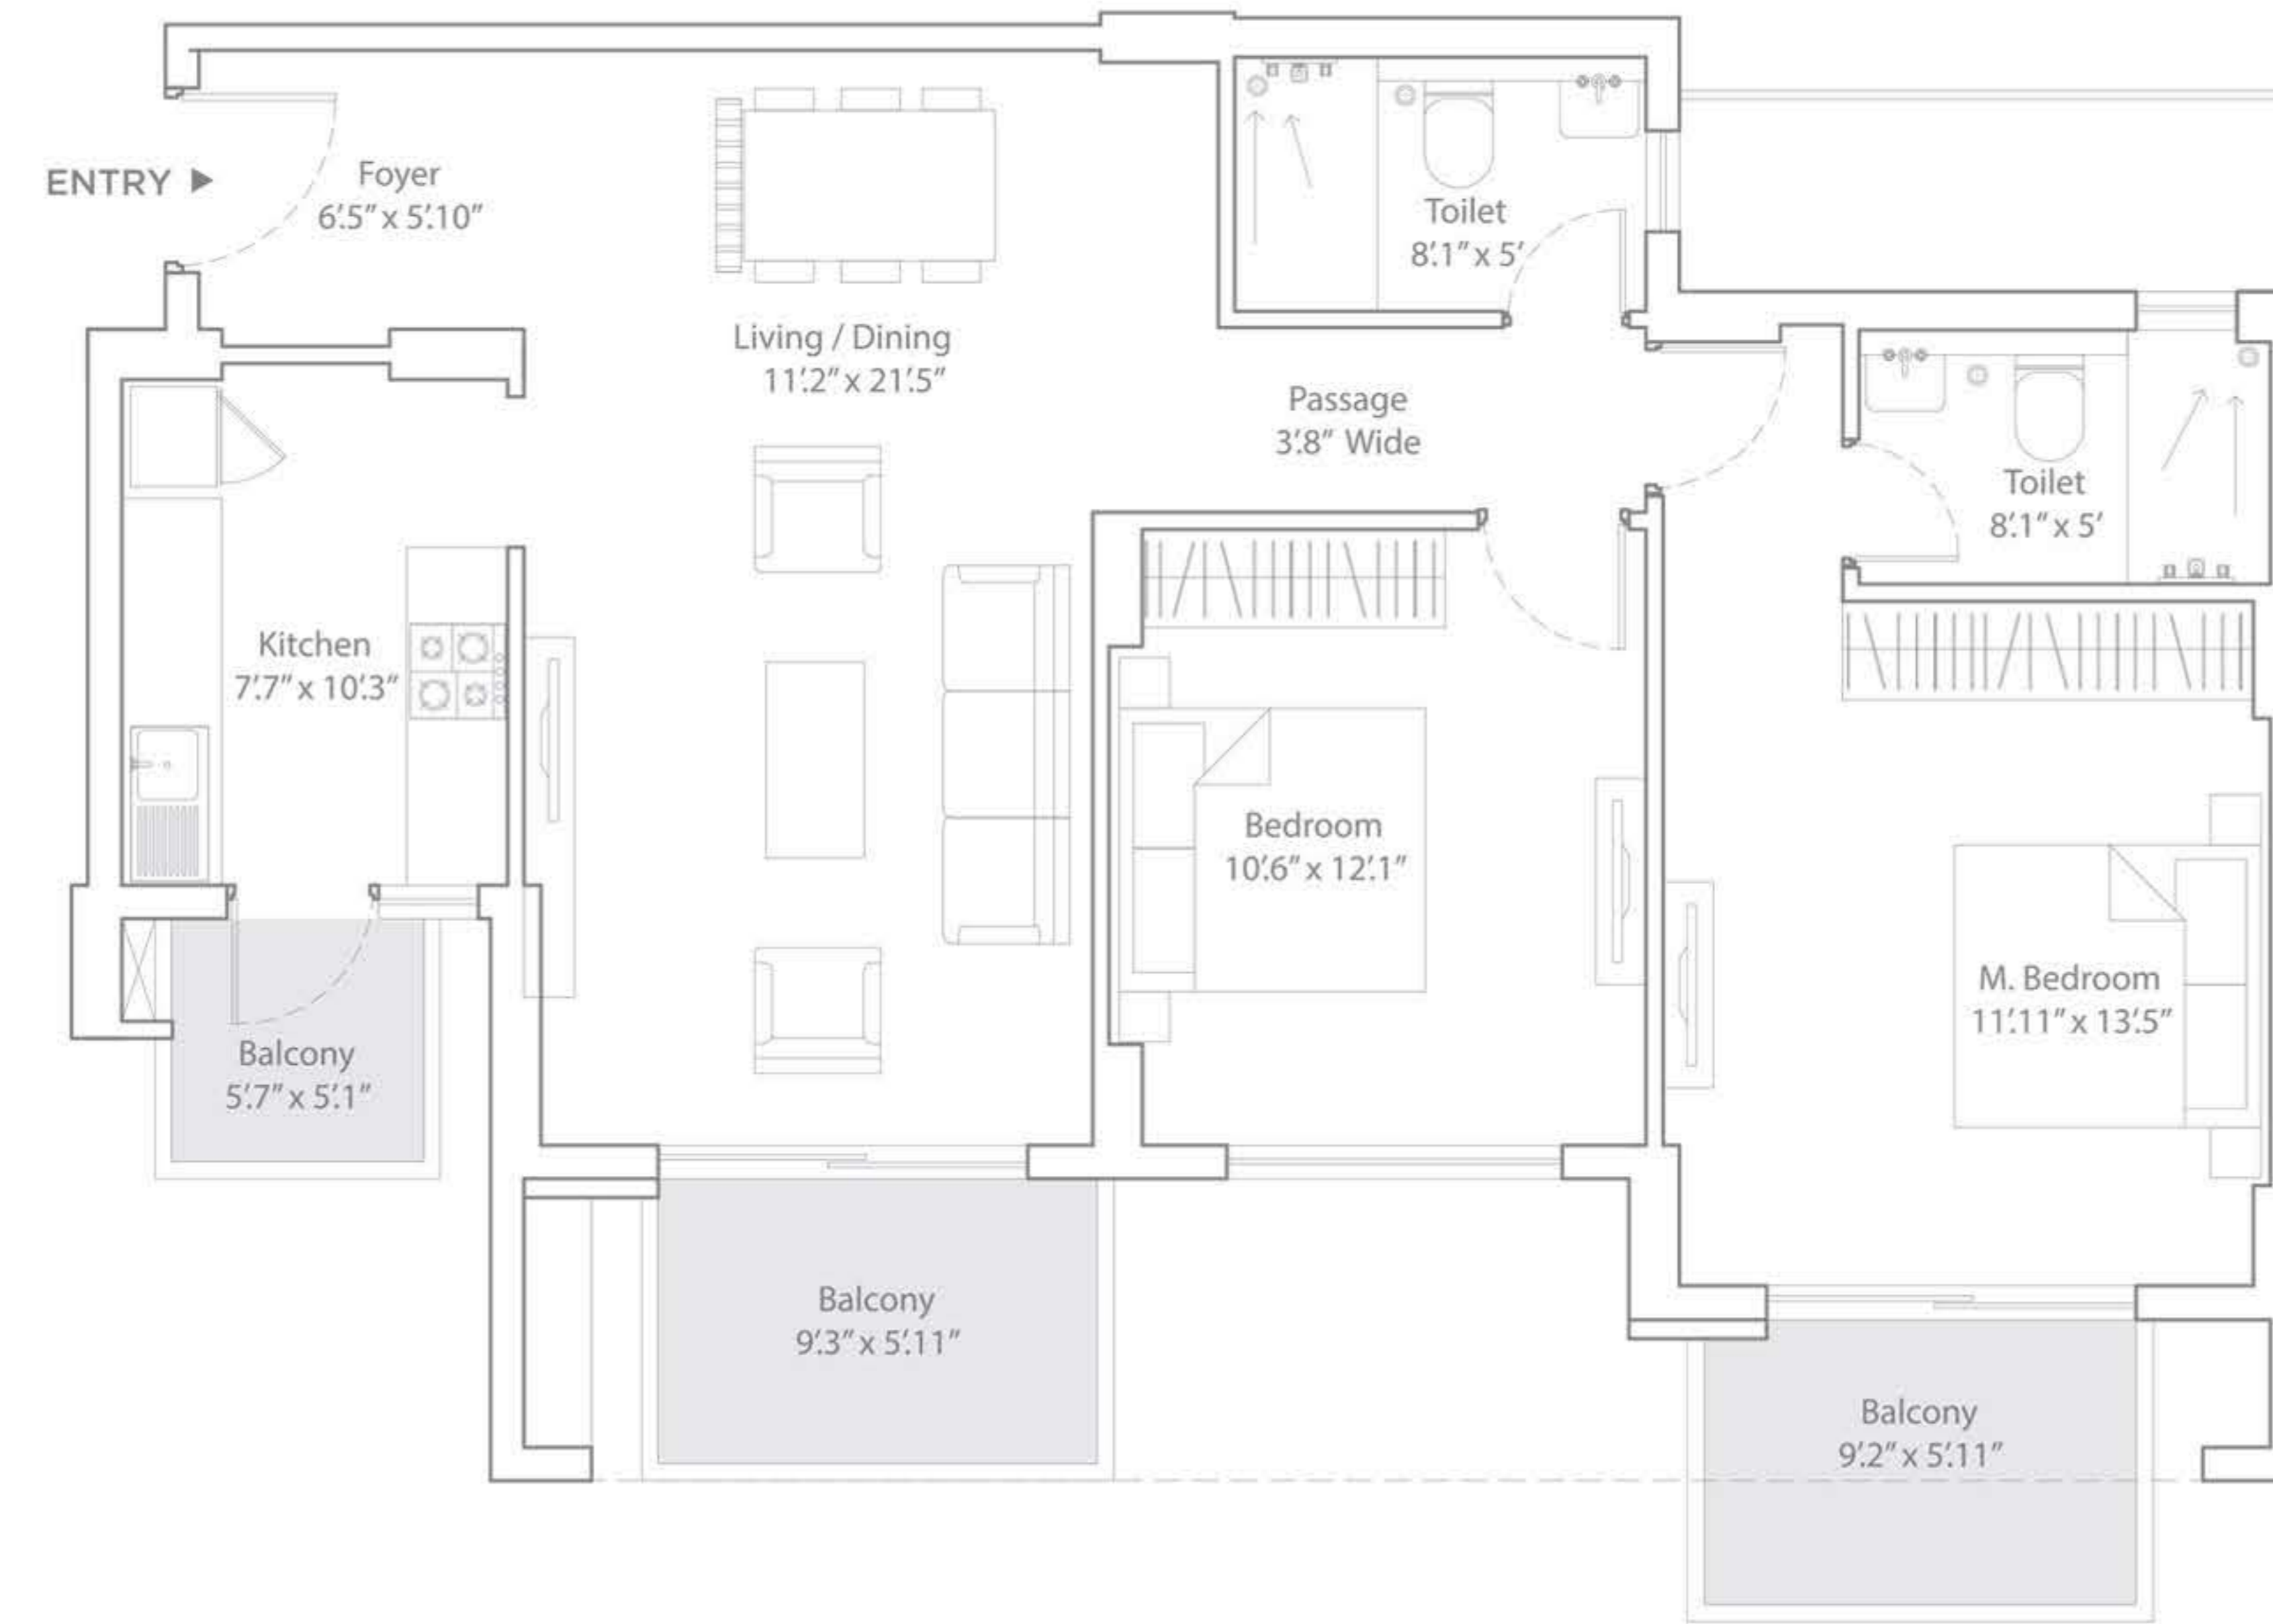 ENTRY ▶
Foyer
6'.5" x 5'.10"
Living / Dining
11'.2" x 21'.5"
Toilet
8'.1" x 5'
Passage
3'.8" Wide
Toilet
8'.1" x 5'
Kitchen
7'.7" x 10'.3"
Bedroom
10'.6" x 12'.1"
M. Bedroom
11'.11" x 13'.5"
Balcony
5'.7" x 5'.1"
Balcony
9'.3" x 5'.11"
Balcony
9'.2" x 5'.11"